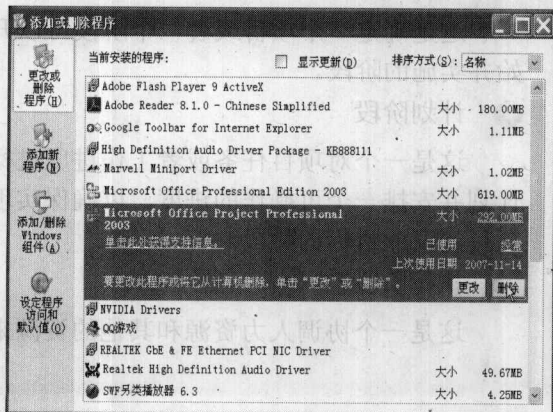 添加或删除程序
当前安装的程序:
显示更新(D)
排序方式(S):
名称
更改或
删除
程序(H)
添加新
程序(N)
添加/删除
Windows
组件(A)
设定程序
访问和
默认值(O)
Adobe Flash Player 9 ActiveX
Adobe Reader 8.1.0 - Chinese Simplified 大小 180.00MB
Google Toolbar for Internet Explorer 大小 1.11MB
High Definition Audio Driver Package - KB888111
Marvell Miniport Driver 大小 1.02MB
Microsoft Office Professional Edition 2003 大小 619.00MB
Microsoft Office Project Professional 大小 292.00MB
2003
单击此处获得支持信息。 已使用 经常
上次使用日期 2007-11-14
要更改此程序或将它从计算机删除,单击“更改”或“删除”。
更改 删除
NVIDIA Drivers
QQ游戏
REALTEK GbE & FE Ethernet PCI NIC Driver
Realtek High Definition Audio Driver 大小 49.67MB
SWF另类播放器 6.3 大小 4.25MB